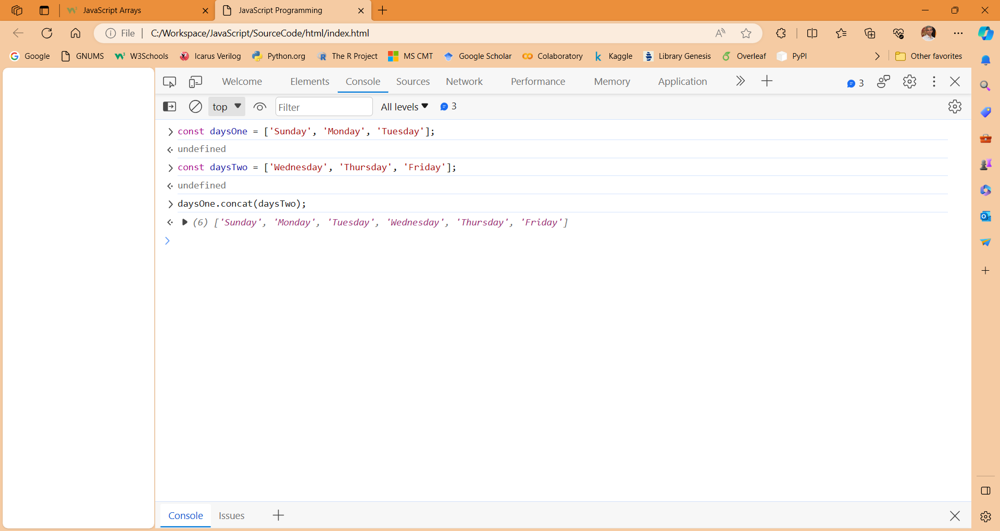 JavaScript Arrays
JavaScript Programming
File
C:/Workspace/JavaScript/SourceCode/html/index.html
Google GNUMS W3Schools Icarus Verilog Python.org The R Project MS CMT Google Scholar Colaboratory Kaggle Library Genesis Overleaf PyPI Other favorites
Welcome Elements Console Sources Network Performance Memory Application 3
top Filter All levels 3
const daysOne = ['Sunday', 'Monday', 'Tuesday'];
undefined
const daysTwo = ['Wednesday', 'Thursday', 'Friday'];
undefined
daysOne.concat(daysTwo);
(6) ['Sunday', 'Monday', 'Tuesday', 'Wednesday', 'Thursday', 'Friday']
Console Issues